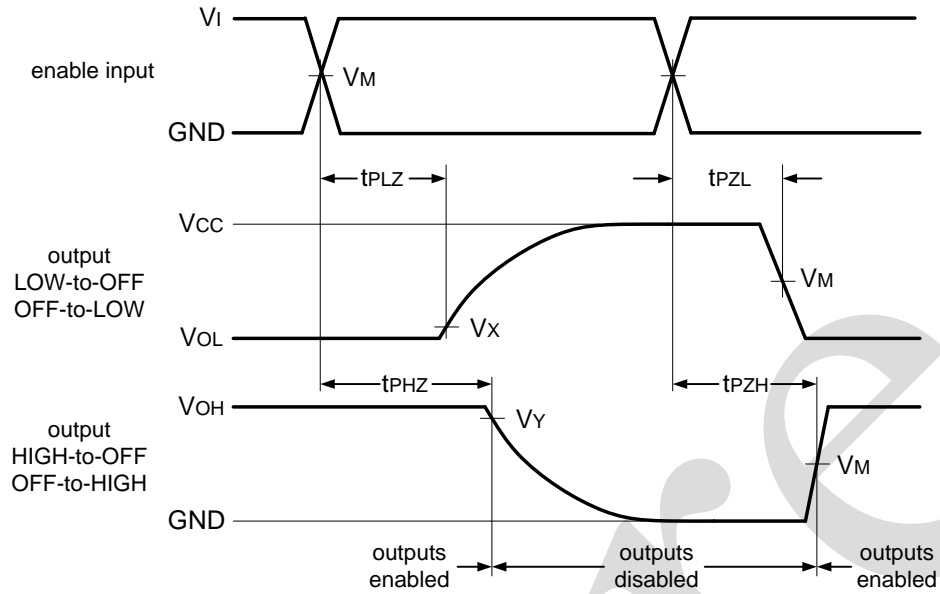 VI
enable input
VM
GND
tPLZ
tPZL
VCC
output
LOW-to-OFF
OFF-to-LOW
VM
VX
VOL
tPHZ
tPZH
VOH
VY
output
HIGH-to-OFF
OFF-to-HIGH
VM
GND
outputs
enabled
outputs
disabled
outputs
enabled